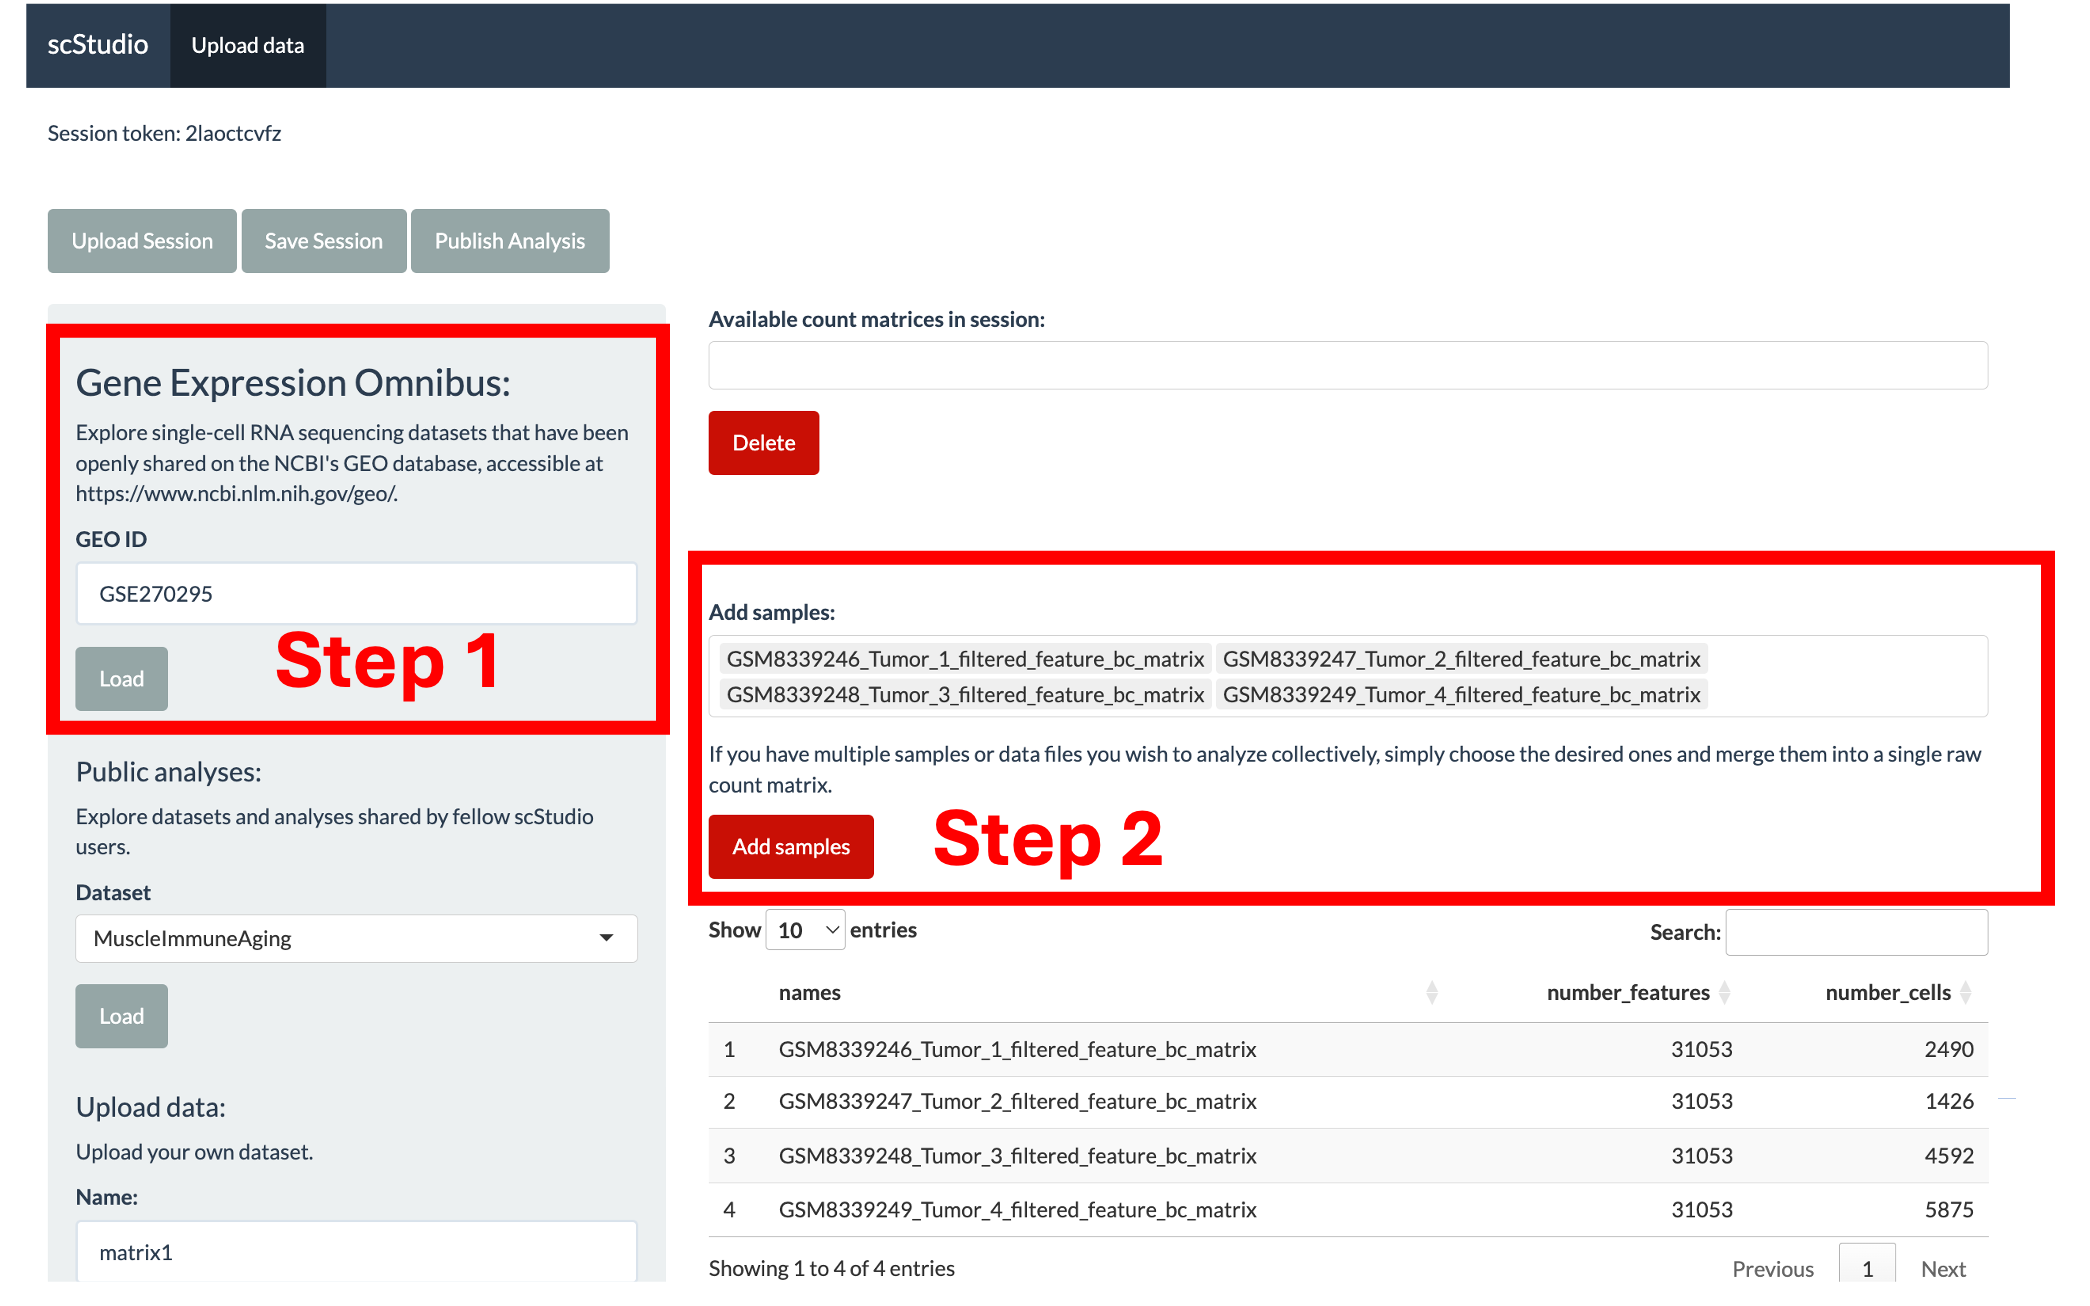 scStudio Upload data
Session token: 2laoctcvfz
Upload Session Save Session Publish Analysis
Gene Expression Omnibus:
Explore single-cell RNA sequencing datasets that have been
openly shared on the NCBI's GEO database, accessible at
https://www.ncbi.nlm.nih.gov/geo/.
GEO ID
GSE270295
Load
Step 1
Public analyses:
Explore datasets and analyses shared by fellow scStudio
users.
Dataset
MuscleImmuneAging
Load
Upload data:
Upload your own dataset.
Name:
matrix1
Available count matrices in session:
Delete
Add samples:
GSM8339246_Tumor_1_filtered_feature_bc_matrix GSM8339247_Tumor_2_filtered_feature_bc_matrix
GSM8339248_Tumor_3_filtered_feature_bc_matrix GSM8339249_Tumor_4_filtered_feature_bc_matrix
If you have multiple samples or data files you wish to analyze collectively, simply choose the desired ones and merge them into a single raw
count matrix.
Add samples
Step 2
Show 10 entries Search:
names number_features number_cells
1 GSM8339246_Tumor_1_filtered_feature_bc_matrix 31053 2490
2 GSM8339247_Tumor_2_filtered_feature_bc_matrix 31053 1426
3 GSM8339248_Tumor_3_filtered_feature_bc_matrix 31053 4592
4 GSM8339249_Tumor_4_filtered_feature_bc_matrix 31053 5875
Showing 1 to 4 of 4 entries Previous 1 Next